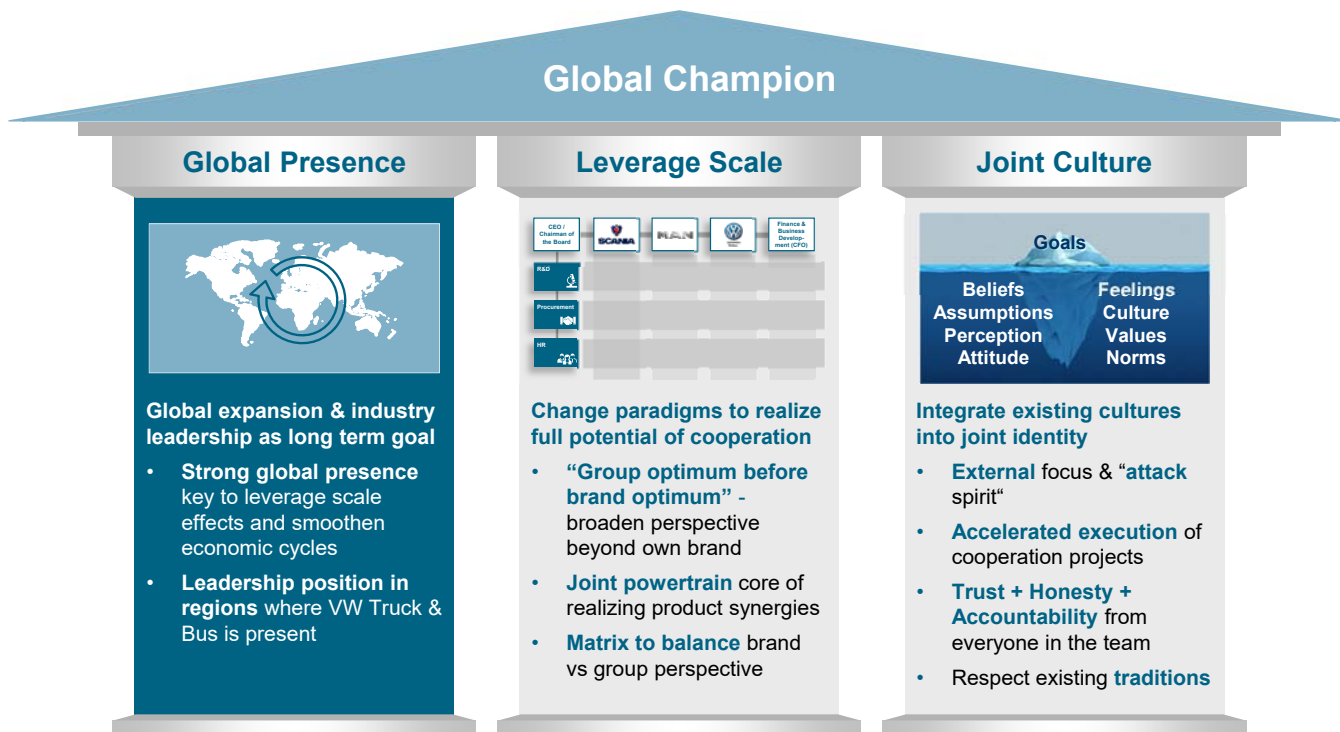 Global Champion
Global Presence
Global expansion & industry
leadership as long term goal
• Strong global presence
key to leverage scale
effects and smoothen
economic cycles
• Leadership position in
regions where VW Truck &
Bus is present
Leverage Scale
CEO /
Chairman of
the Board
SCANIA
MAN
Finance &
Business
Develop-
ment (CFO)
R&D
Procurement
HR
Change paradigms to realize
full potential of cooperation
• “Group optimum before
brand optimum” -
broaden perspective
beyond own brand
• Joint powertrain core of
realizing product synergies
• Matrix to balance brand
vs group perspective
Joint Culture
Goals
Beliefs
Assumptions
Perception
Attitude
Feelings
Culture
Values
Norms
Integrate existing cultures
into joint identity
• External focus & “attack
spirit“
• Accelerated execution of
cooperation projects
• Trust + Honesty +
Accountability from
everyone in the team
• Respect existing traditions